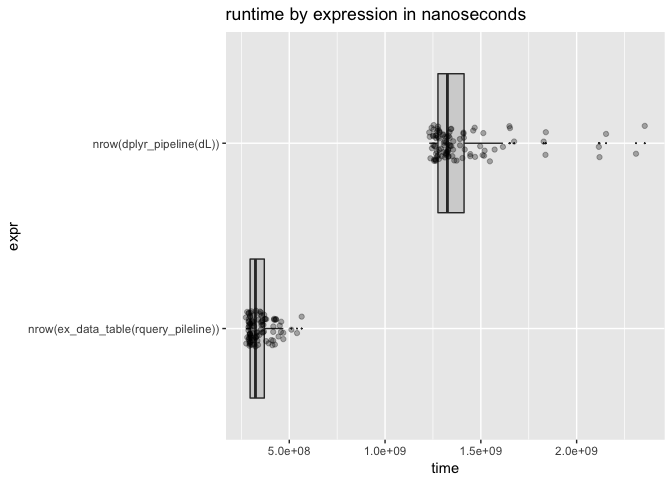 runtime by expression in nanoseconds
nrow(dplyr_pipeline(dL))
expr
nrow(ex_data_table(rquery_pileline))
5.0e+08 1.0e+09 1.5e+09 2.0e+09
time